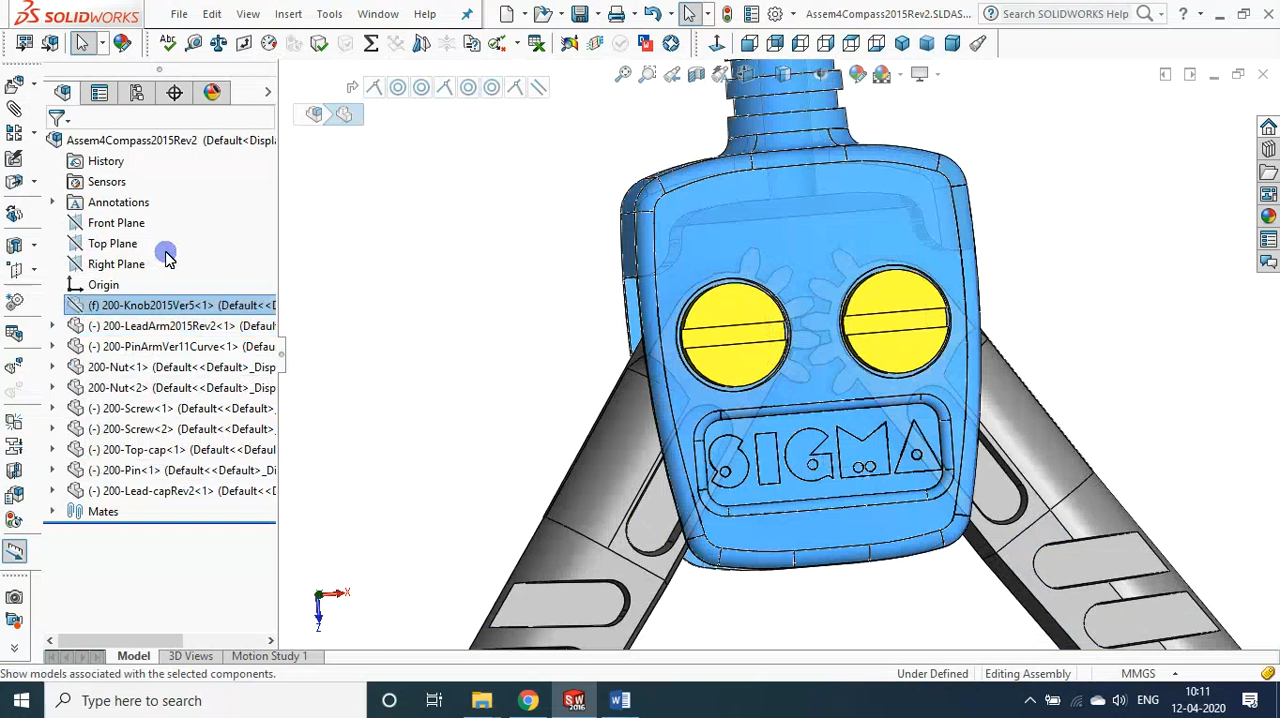 SOLIDWORKS File Edit View Insert Tools Window Help Assem4Compass2015Rev2.SLDAS... Search SOLIDWORKS Help
Assem4Compass2015Rev2 (Default<Displ
History
Sensors
Annotations
Front Plane
Top Plane
Right Plane
Origin
(f) 200-Knob2015Ver5<1> (Default<<D
(-) 200-LeadArm2015Rev2<1> (Defaul
(-) 200-PinArmVer11Curve<1> (Defau
200-Nut<1> (Default<<Default>_Disp
200-Nut<2> (Default<<Default>_Disp
(-) 200-Screw<1> (Default<<Default>
(-) 200-Screw<2> (Default<<Default>
(-) 200-Top-cap<1> (Default<<Defaul
(-) 200-Pin<1> (Default<<Default>_Di
(-) 200-Lead-capRev2<1> (Default<<D
Mates
SIGMA
X
Z
Model 3D Views Motion Study 1
Show models associated with the selected components. Under Defined Editing Assembly MMGS
Type here to search ENG 10:11
12-04-2020